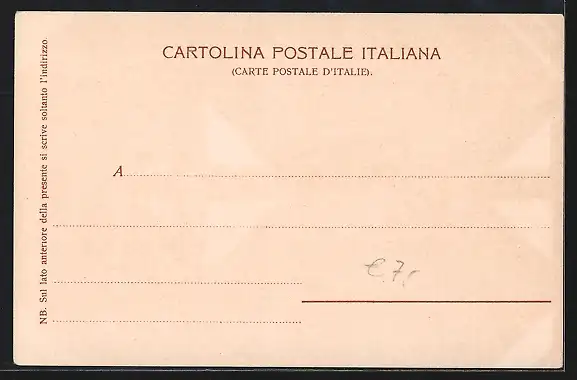 CARTOLINA POSTALE ITALIANA
(CARTE POSTALE D'ITALIE).
NB. Sul lato anteriore della presente si scrive soltanto l'indirizzo.
A
€ 7,